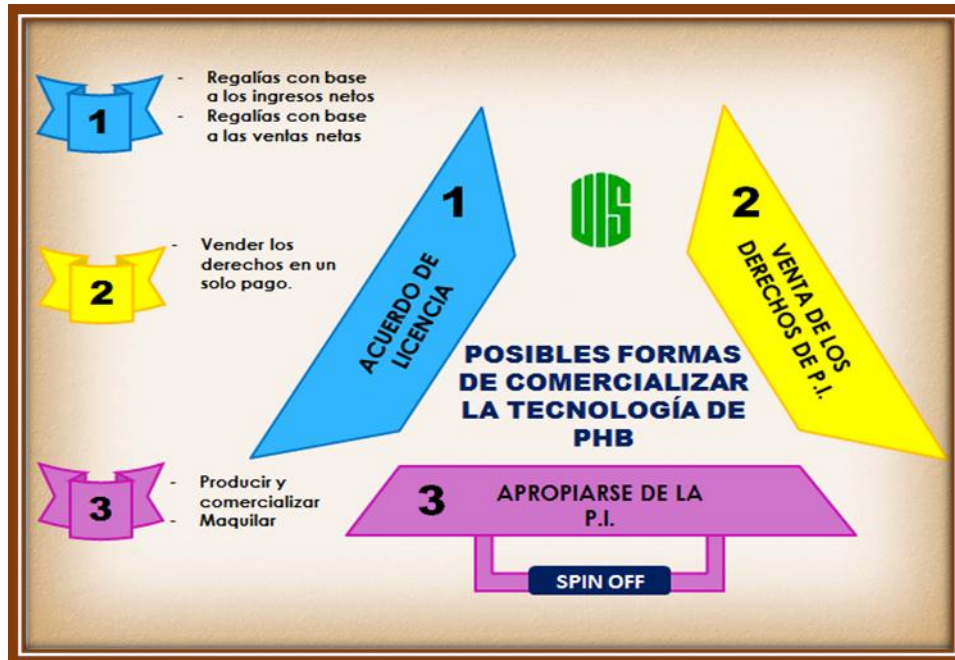 1
- Regalías con base
a los ingresos netos
- Regalías con base
a las ventas netas
2
- Vender los
derechos en un
solo pago.
3
- Producir y
comercializar
- Maquilar
1
ACUERDO DE
LICENCIA
UIS
2
VENTA DE LOS
DERECHOS DE P.I.
POSIBLES FORMAS
DE COMERCIALIZAR
LA TECNOLOGÍA DE
PHB
3
APROPIARSE DE LA
P.I.
SPIN OFF